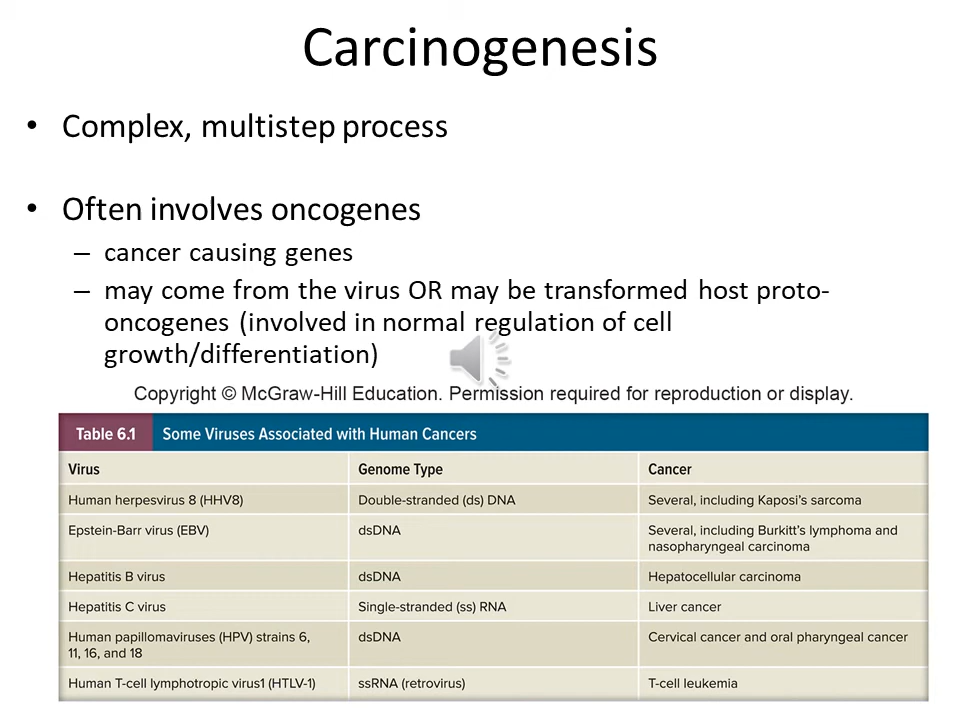 Carcinogenesis
• Complex, multistep process
• Often involves oncogenes
– cancer causing genes
– may come from the virus OR may be transformed host proto-
oncogenes (involved in normal regulation of cell
growth/differentiation)
Copyright © McGraw-Hill Education. Permission required for reproduction or display.
Table 6.1 Some Viruses Associated with Human Cancers
Virus Genome Type Cancer
Human herpesvirus 8 (HHV8) Double-stranded (ds) DNA Several, including Kaposi's sarcoma
Epstein-Barr virus (EBV) dsDNA Several, including Burkitt's lymphoma and
nasopharyngeal carcinoma
Hepatitis B virus dsDNA Hepatocellular carcinoma
Hepatitis C virus Single-stranded (ss) RNA Liver cancer
Human papillomaviruses (HPV) strains 6, dsDNA Cervical cancer and oral pharyngeal cancer
11, 16, and 18
Human T-cell lymphotropic virus1 (HTLV-1) ssRNA (retrovirus) T-cell leukemia